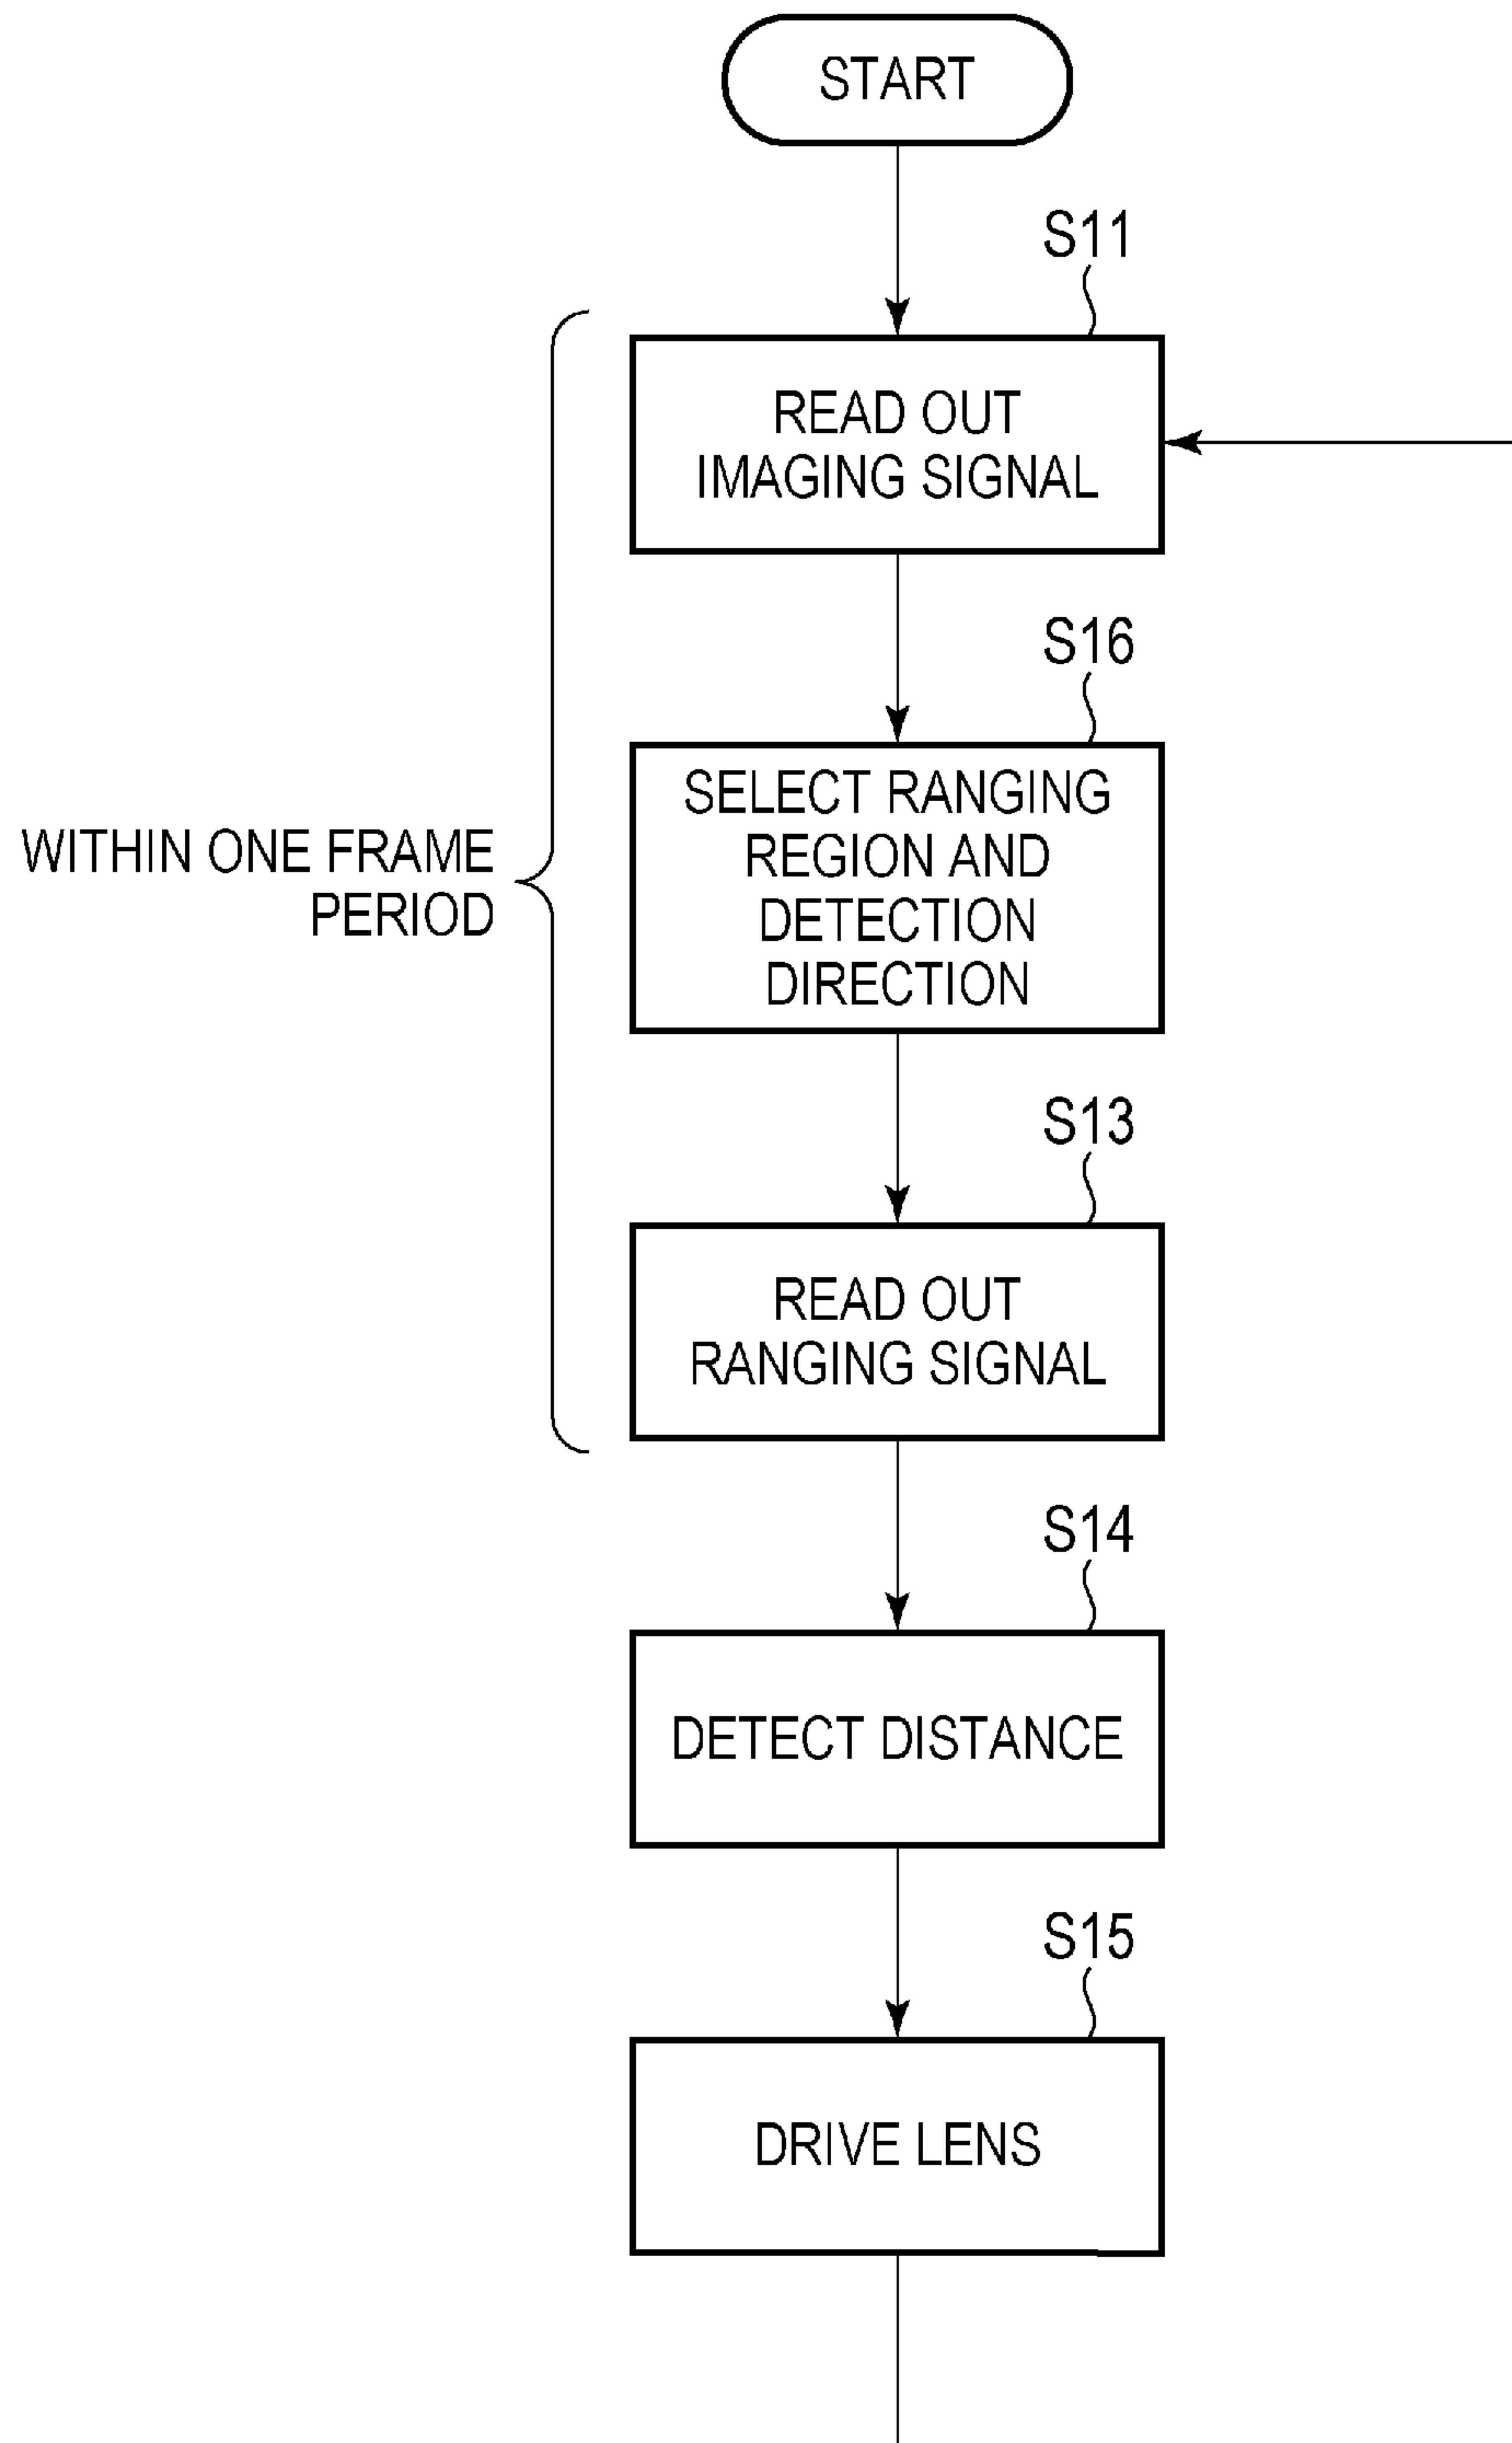 START
S11
READ OUT
IMAGING SIGNAL
S16
SELECT RANGING
REGION AND
DETECTION
DIRECTION
WITHIN ONE FRAME
PERIOD
S13
READ OUT
RANGING SIGNAL
S14
DETECT DISTANCE
S15
DRIVE LENS